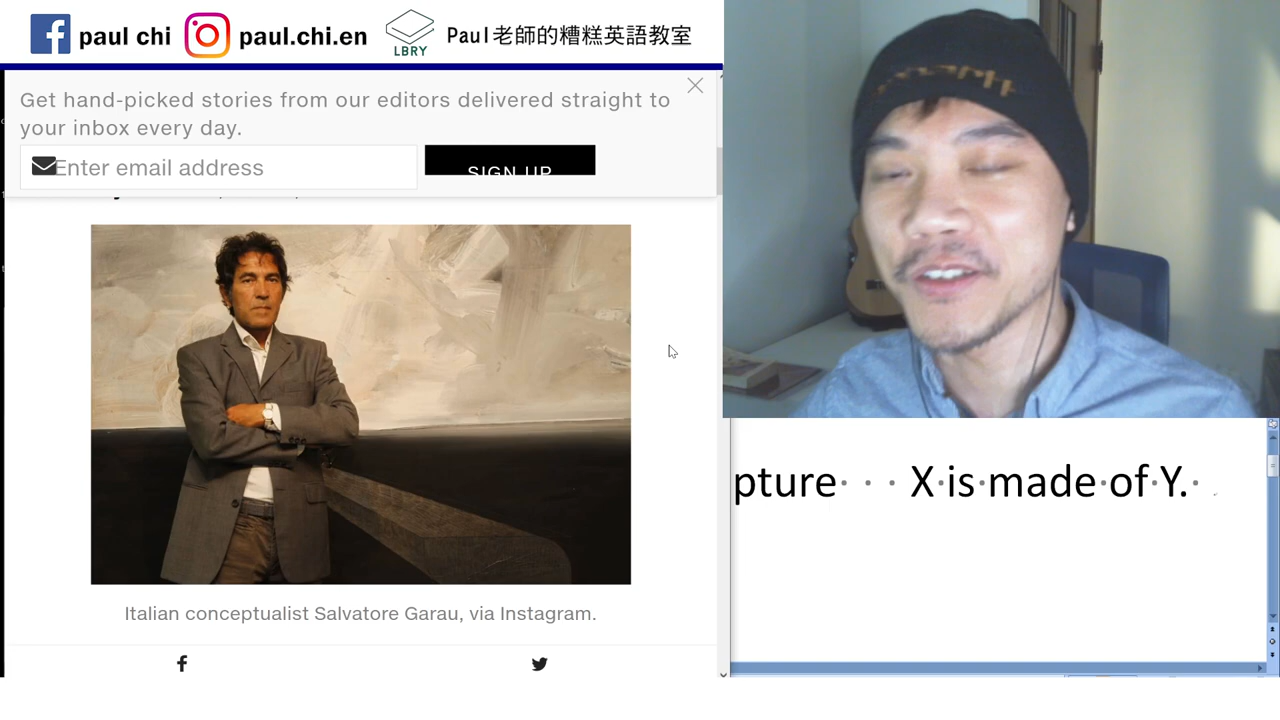 paul chi
paul.chi.en
LBRY
Paul老師的糟糕英語教室
Get hand-picked stories from our editors delivered straight to
your inbox every day.
Enter email address
SIGN UP
Italian conceptualist Salvatore Garau, via Instagram.
pture X is made of Y.